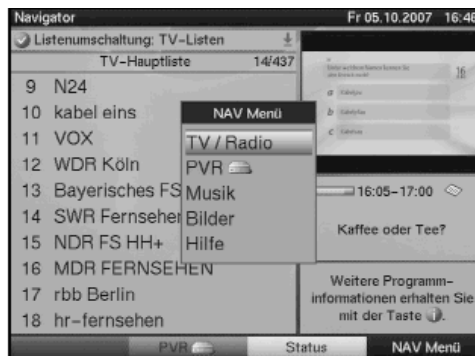 Navigator
Fr 05.10.2007 16:46
Listenumschaltung: TV-Listen
TV-Hauptliste 14/437
9 N24
10 kabel eins
11 VOX
12 WDR Köln
13 Bayerisches FS
14 SWR Fernsehen
15 NDR FS HH+
16 MDR FERNSEHEN
17 rbb Berlin
18 hr-fernsehen
NAV Menü
TV / Radio
PVR
Musik
Bilder
Hilfe
16
a
b
c
16:05-17:00
Kaffee oder Tee?
Weitere Programm-
informationen erhalten Sie
mit der Taste i.
PVR
Status
NAV Menü